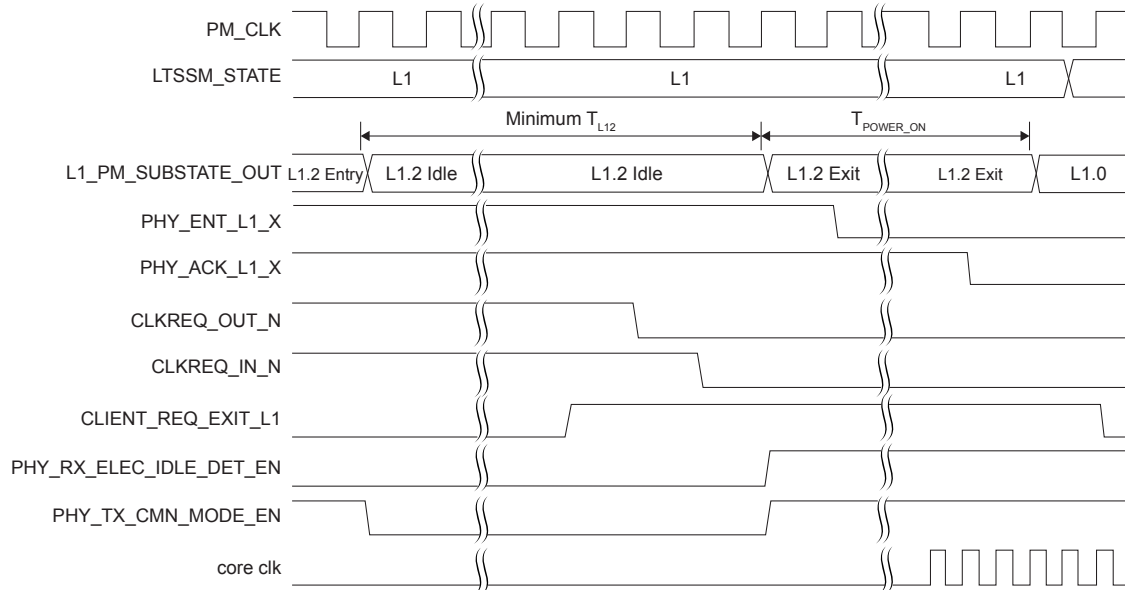 PM_CLK
LTSSM_STATE L1 L1 L1
Minimum T_L12 T_POWER_ON
L1_PM_SUBSTATE_OUT L1.2 Entry L1.2 Idle L1.2 Idle L1.2 Exit L1.2 Exit L1.0
PHY_ENT_L1_X
PHY_ACK_L1_X
CLKREQ_OUT_N
CLKREQ_IN_N
CLIENT_REQ_EXIT_L1
PHY_RX_ELEC_IDLE_DET_EN
PHY_TX_CMN_MODE_EN
core clk